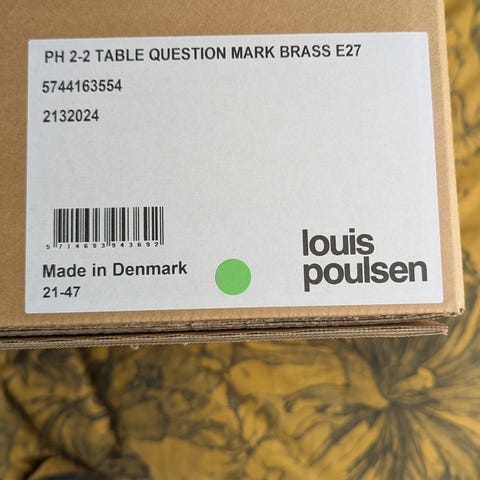 PH 2-2 TABLE QUESTION MARK BRASS E27
5744163554
2132024
5 714693 943692
Made in Denmark
21-47
louis
poulsen